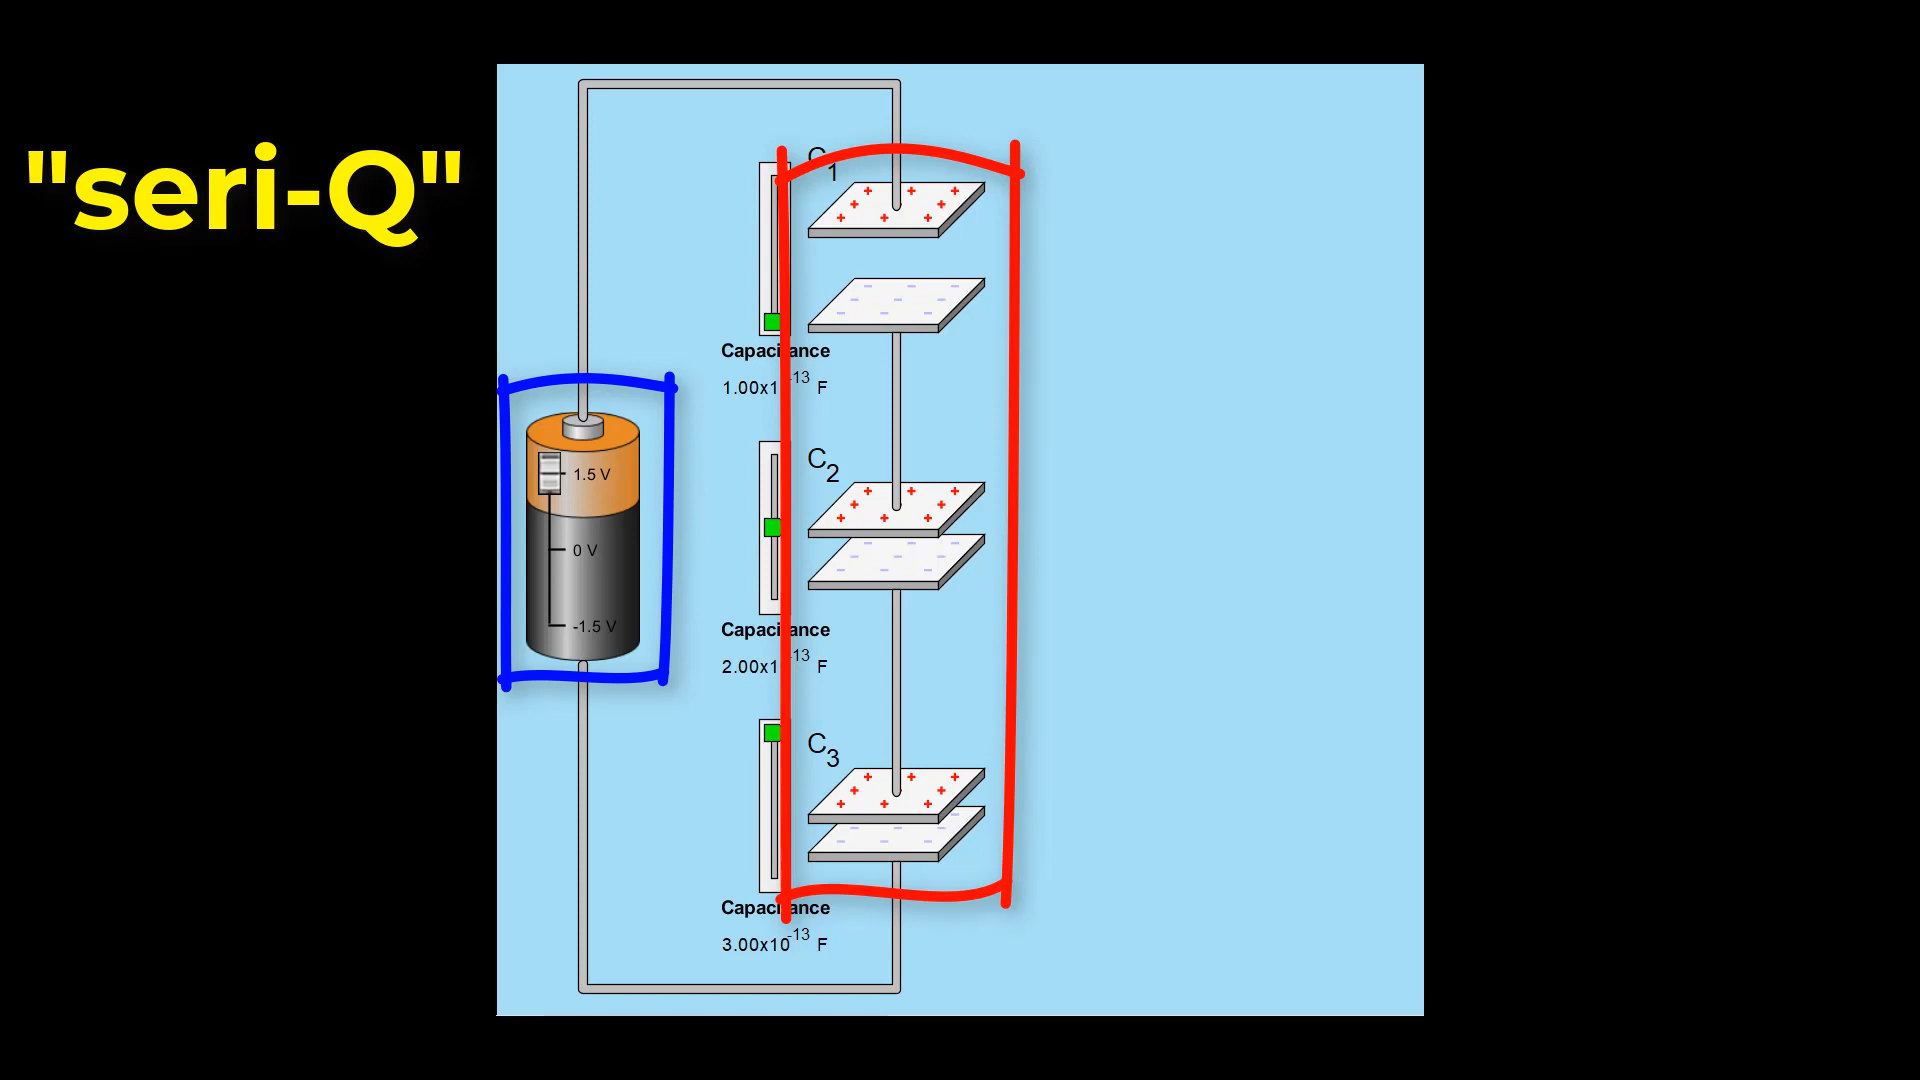 "seri-Q"
C1
Capacitance
1.00x10-13 F
1.5 V
C2
0 V
-1.5 V
Capacitance
2.00x10-13 F
C3
Capacitance
3.00x10-13 F